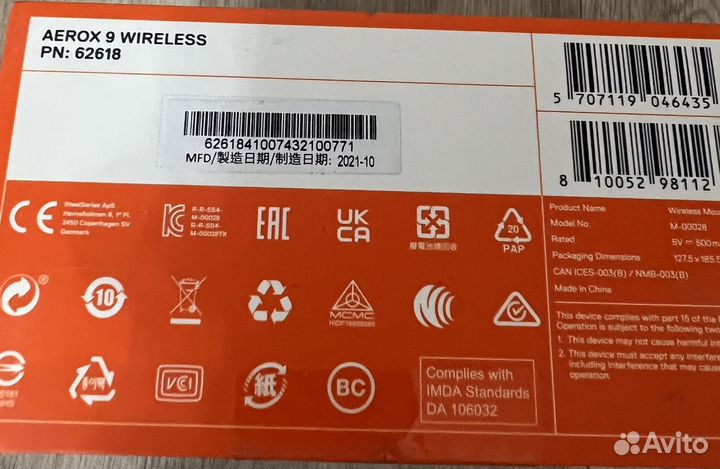 AEROX 9 WIRELESS
PN: 62618
5 707119 046435
6261841007432100771
MFD/製造日期/制造日期: 2021-10
8 10052 98112
CE
SteelSeries ApS
Havneholmen 8, 1st Fl.
2450 Copenhagen SV
Denmark
R-R-SS4-
M-00028
R-R-SS4-
M-00028TX
EAC
UK
CA
廢電池請回收
20
PAP
Product Name Wireless Mou
Model No. M-00028
Rated 5V 500m
Packaging Dimensions 127.5 x 185.5
CAN ICES-003(B) / NMB-003(B)
Made in China
10
MCMC
This device complies with part 15 of the
Operation is subject to the following two
1. This device may not cause harmful int
2. This device must accept any interfere
including interference that may cause
operation.
종이팩
VCI
紙
BC
Complies with
IMDA Standards
DA 106032
Avito